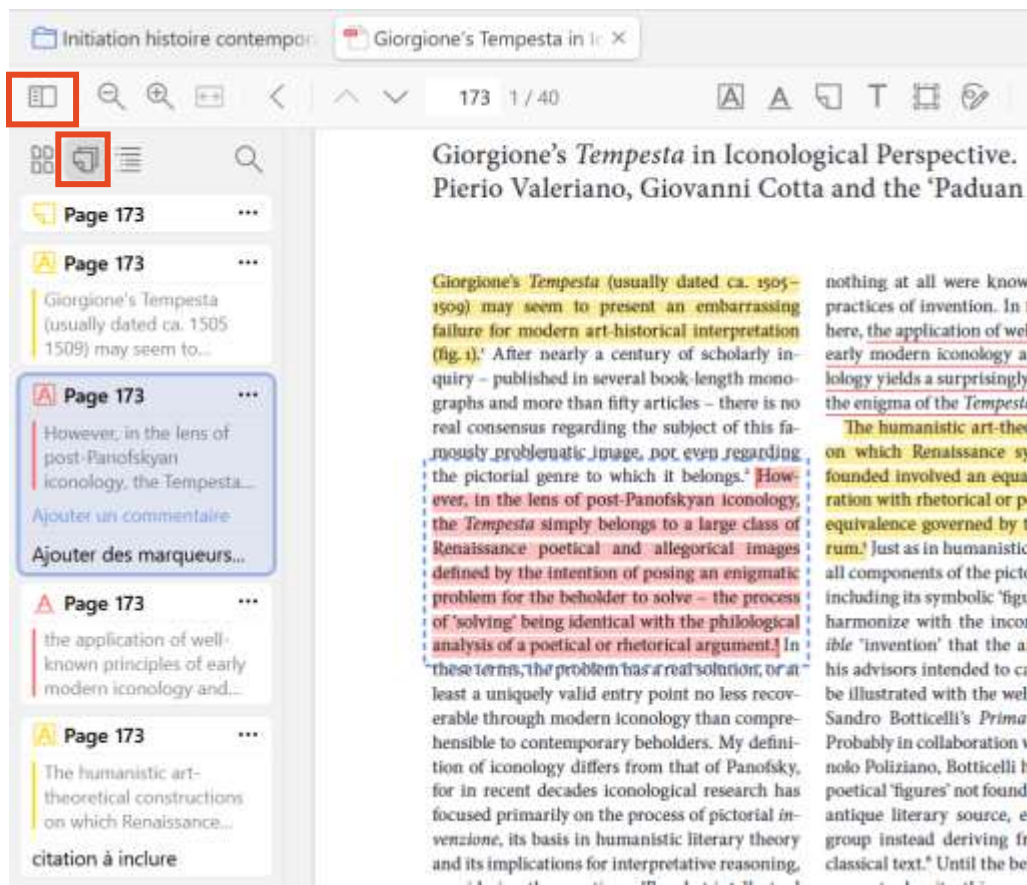 Initiation histoire contempor
Giorgione's Tempesta in Ic
173 1 / 40
Page 173
Page 173
Giorgione's Tempesta
(usually dated ca. 1505
1509) may seem to...
Page 173
However, in the lens of
post-Panofskyan
iconology, the Tempesta...
Ajouter un commentaire
Ajouter des marqueurs...
Page 173
the application of well-
known principles of early
modern iconology and...
Page 173
The humanistic art-
theoretical constructions
on which Renaissance...
citation à inclure
Giorgione's Tempesta in Iconological Perspective.
Pierio Valeriano, Giovanni Cotta and the ‘Paduan
Giorgione's Tempesta (usually dated ca. 1505–
1509) may seem to present an embarrassing
failure for modern art-historical interpretation
(fig. 1).¹ After nearly a century of scholarly in-
quiry – published in several book-length mono-
graphs and more than fifty articles – there is no
real consensus regarding the subject of this fa-
mously problematic image, nor even regarding
the pictorial genre to which it belongs.² How-
ever, in the lens of post-Panofskyan iconology,
the Tempesta simply belongs to a large class of
Renaissance poetical and allegorical images
defined by the intention of posing an enigmatic
problem for the beholder to solve – the process
of ‘solving’ being identical with the philological
analysis of a poetical or rhetorical argument.³ In
these terms, the problem has a real solution, or at
least a uniquely valid entry point no less recov-
erable through modern iconology than compre-
hensible to contemporary beholders. My defini-
tion of iconology differs from that of Panofsky,
for in recent decades iconological research has
focused primarily on the process of pictorial in-
venzione, its basis in humanistic literary theory
and its implications for interpretative reasoning,
nothing at all were know
practices of invention. In
here, the application of wel
early modern iconology a
lology yields a surprisingly
the enigma of the Tempesta
The humanistic art-theo
on which Renaissance sy
founded involved an equa
ration with rhetorical or p
equivalence governed by t
rum. Just as in humanistic
all components of the picto
including its symbolic ‘figu
harmonize with the incor
ible ‘invention’ that the a
his advisors intended to ca
be illustrated with the wel
Sandro Botticelli's Prima
Probably in collaboration w
nolo Poliziano, Botticelli h
poetical ‘figures’ not found
antique literary source, e
group instead deriving fr
classical text.⁶ Until the be